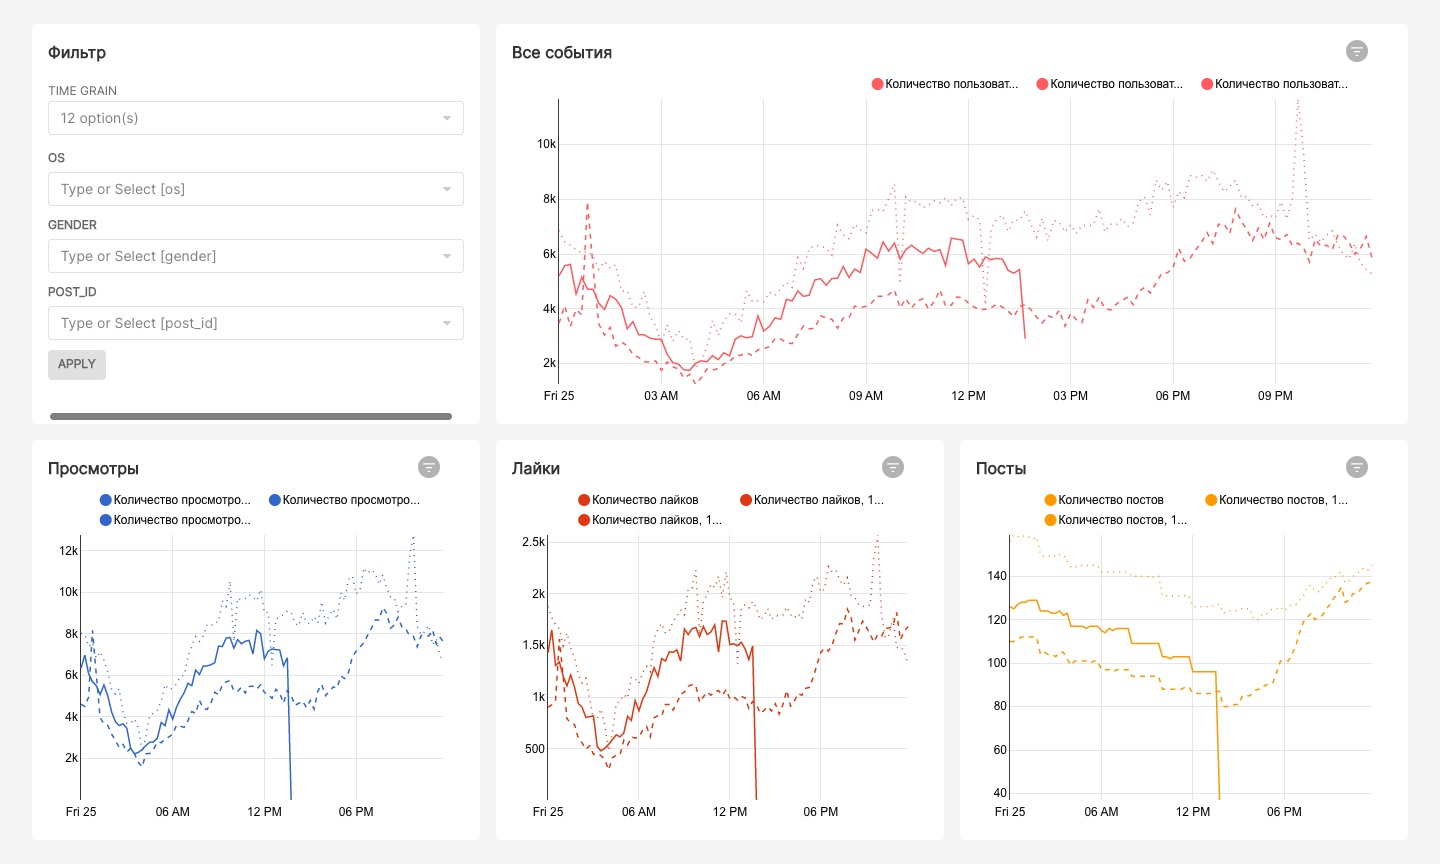 Фильтр
TIME GRAIN
12 option(s)
OS
Type or Select [os]
GENDER
Type or Select [gender]
POST_ID
Type or Select [post_id]
APPLY
Все события
Количество пользоват... Количество пользоват... Количество пользоват...
10k
8k
6k
4k
2k
Fri 25 03 AM 06 AM 09 AM 12 PM 03 PM 06 PM 09 PM
Просмотры
Количество просмотро... Количество просмотро...
Количество просмотро...
12k
10k
8k
6k
4k
2k
Fri 25 06 AM 12 PM 06 PM
Лайки
Количество лайков Количество лайков, 1...
Количество лайков, 1...
2.5k
2k
1.5k
1k
500
Fri 25 06 AM 12 PM 06 PM
Посты
Количество постов Количество постов, 1...
Количество постов, 1...
140
120
100
80
60
40
Fri 25 06 AM 12 PM 06 PM